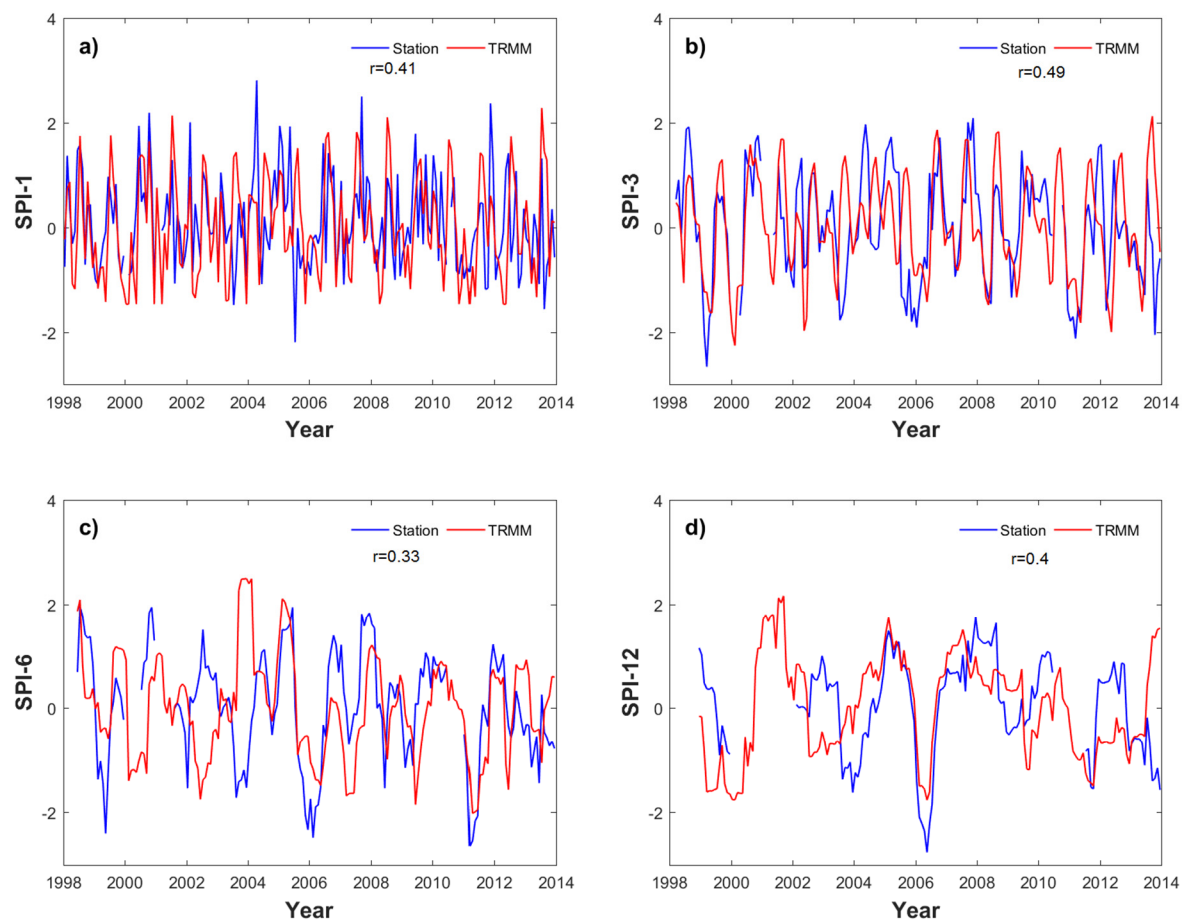 a)
Station TRMM
r=0.41
SPI-1
4
2
0
-2
1998 2000 2002 2004 2006 2008 2010 2012 2014
Year
b)
Station TRMM
r=0.49
SPI-3
4
2
0
-2
1998 2000 2002 2004 2006 2008 2010 2012 2014
Year
c)
Station TRMM
r=0.33
SPI-6
4
2
0
-2
1998 2000 2002 2004 2006 2008 2010 2012 2014
Year
d)
Station TRMM
r=0.4
SPI-12
4
2
0
-2
1998 2000 2002 2004 2006 2008 2010 2012 2014
Year